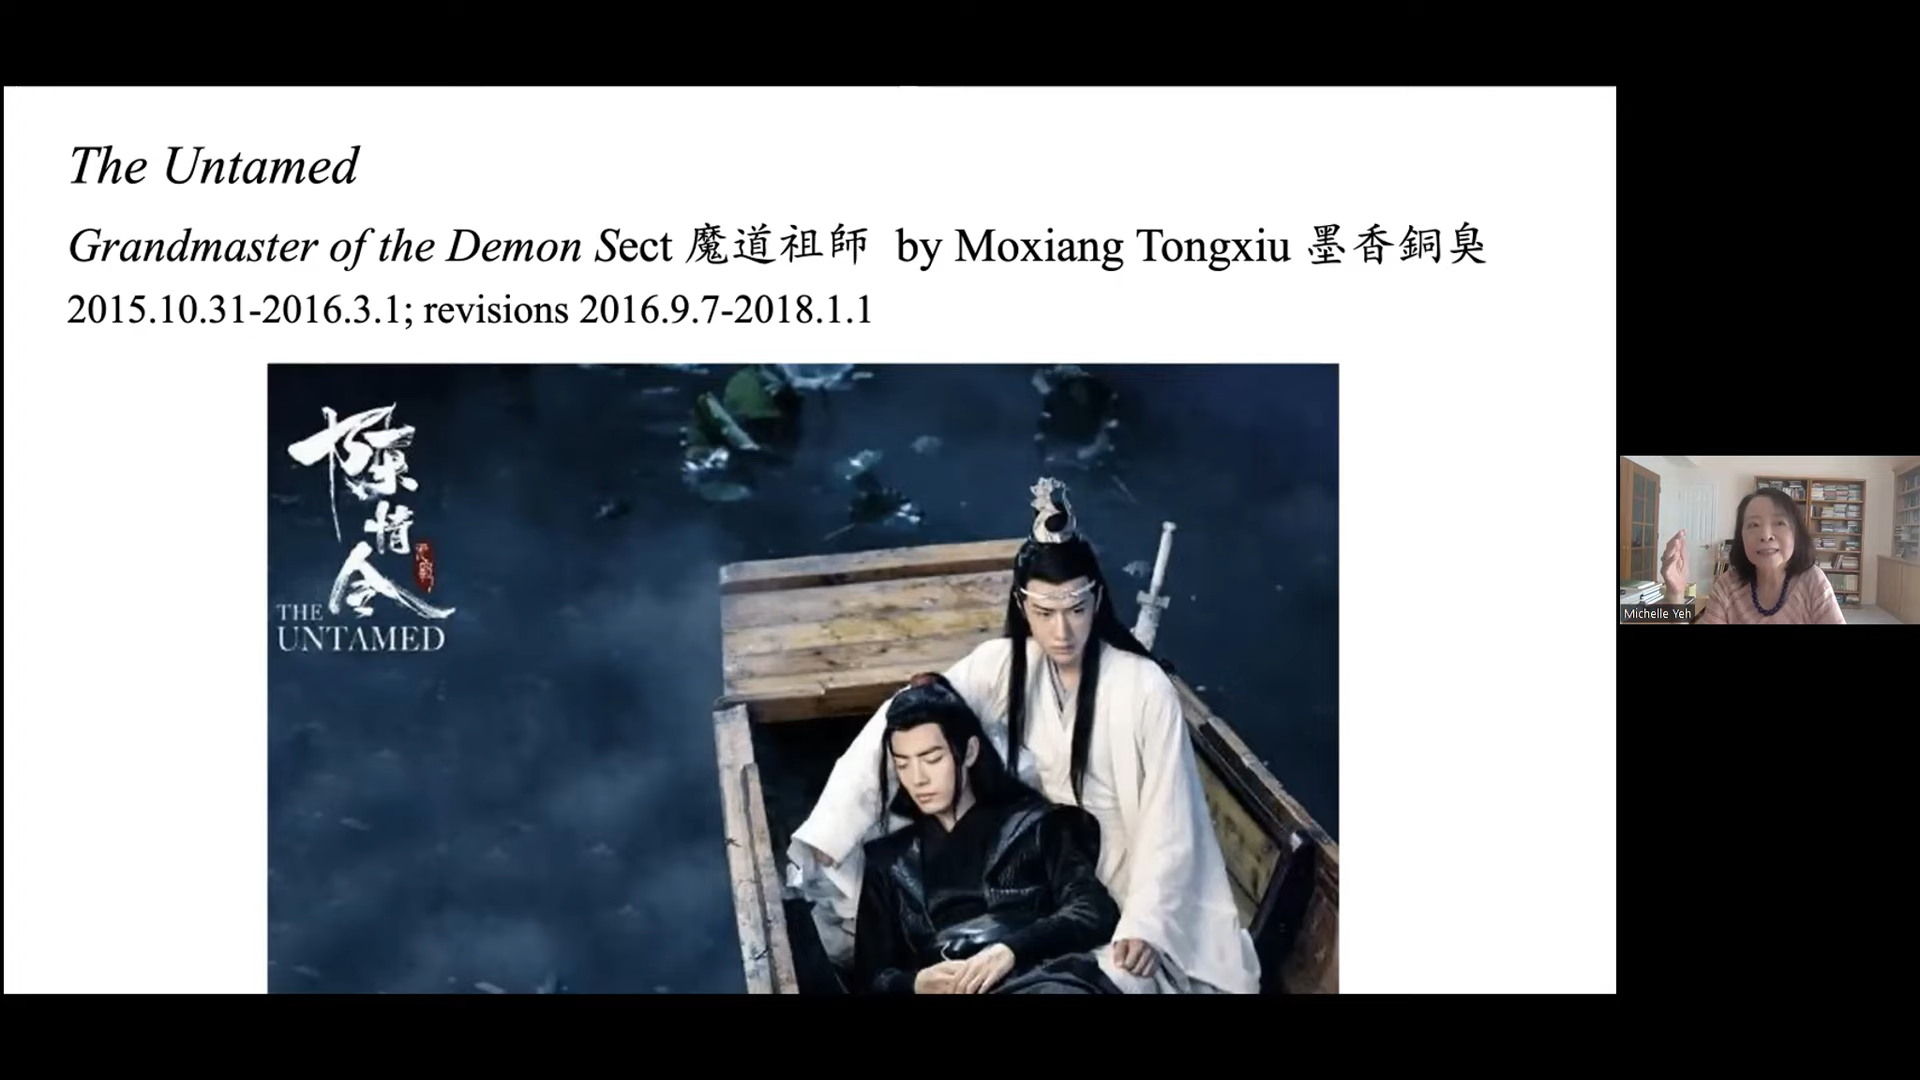 The Untamed
Grandmaster of the Demon Sect 魔道祖師 by Moxiang Tongxiu 墨香銅臭
2015.10.31-2016.3.1; revisions 2016.9.7-2018.1.1
陳情令
THE
UNTAMED
Michelle Yeh